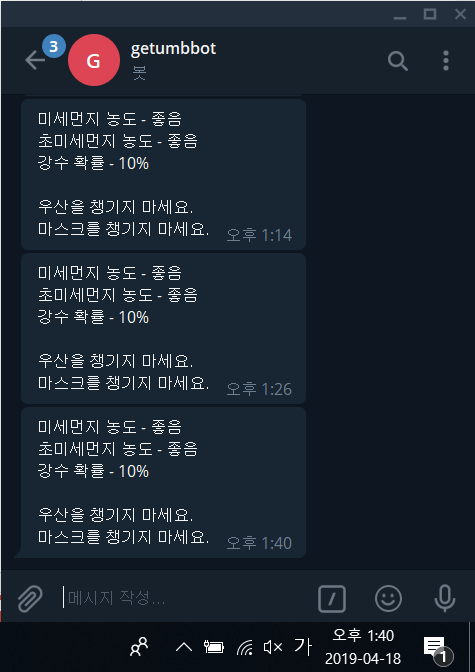 3
G
getumbbot
봇
미세먼지 농도 - 좋음
초미세먼지 농도 - 좋음
강수 확률 - 10%
우산을 챙기지 마세요.
마스크를 챙기지 마세요.
오후 1:14
미세먼지 농도 - 좋음
초미세먼지 농도 - 좋음
강수 확률 - 10%
우산을 챙기지 마세요.
마스크를 챙기지 마세요.
오후 1:26
미세먼지 농도 - 좋음
초미세먼지 농도 - 좋음
강수 확률 - 10%
우산을 챙기지 마세요.
마스크를 챙기지 마세요.
오후 1:40
메시지 작성...
가
오후 1:40
2019-04-18
1